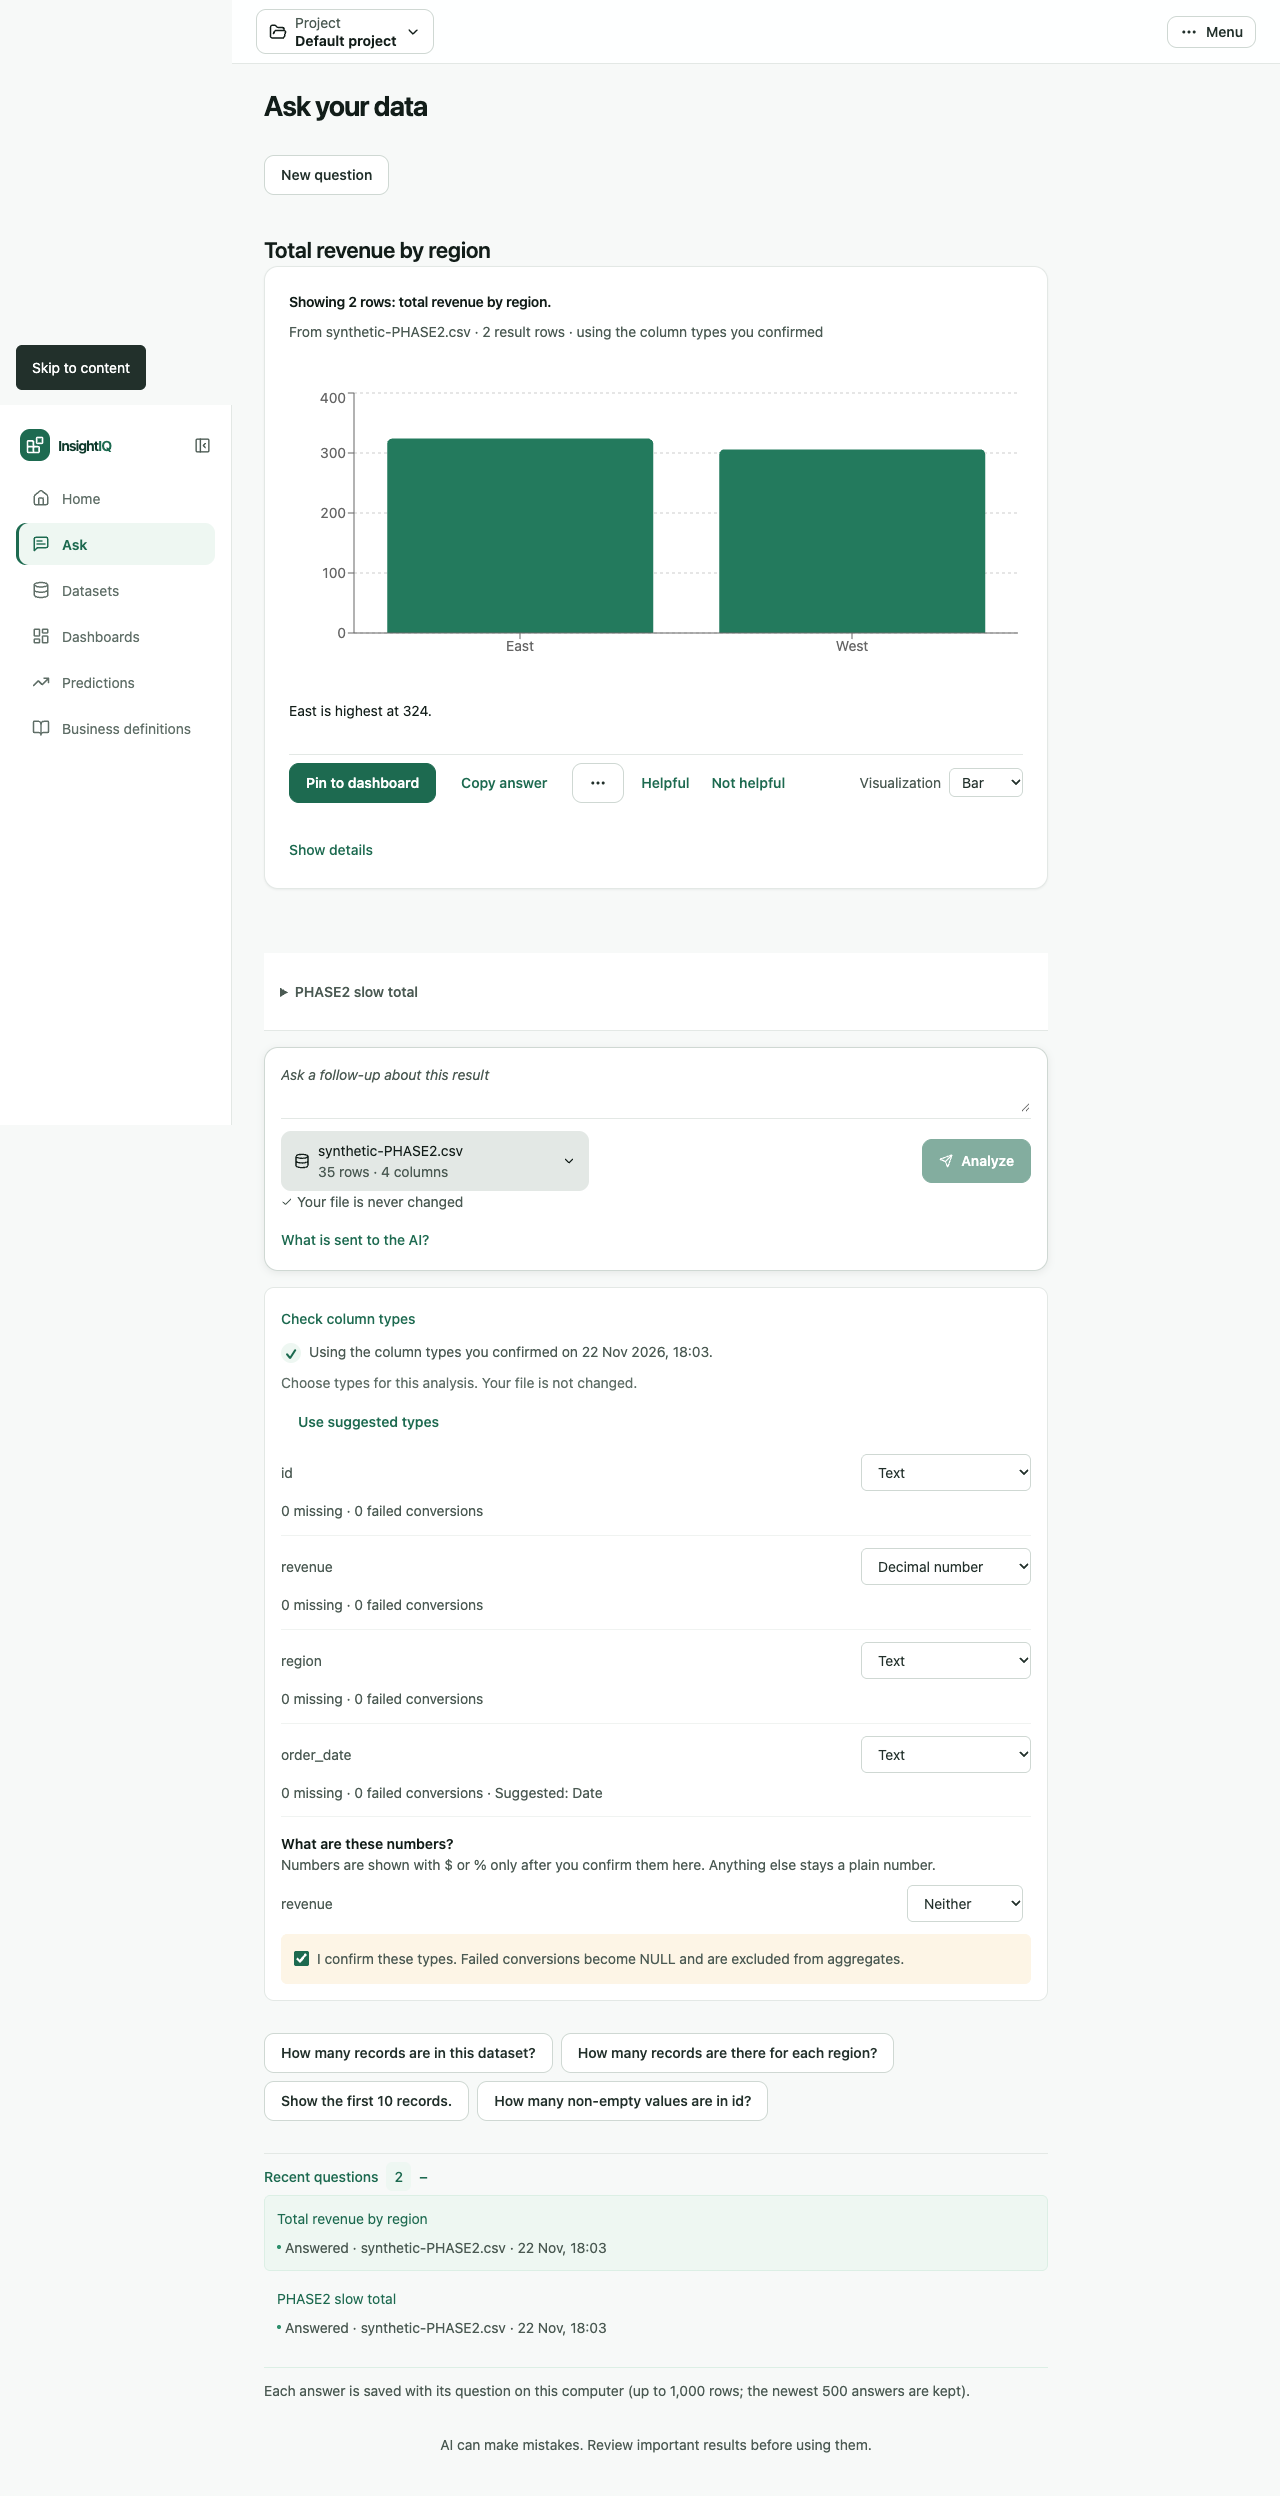 Project
Default project
Menu
Ask your data
New question
Total revenue by region
Showing 2 rows: total revenue by region.
From synthetic-PHASE2.csv · 2 result rows · using the column types you confirmed
Skip to content
InsightIQ
Home
Ask
Datasets
Dashboards
Predictions
Business definitions
400
300
200
100
0
East West
East is highest at 324.
Pin to dashboard Copy answer ··· Helpful Not helpful Visualization Bar
Show details
PHASE2 slow total
Ask a follow-up about this result
synthetic-PHASE2.csv
35 rows · 4 columns
Analyze
✓ Your file is never changed
What is sent to the AI?
Check column types
Using the column types you confirmed on 22 Nov 2026, 18:03.
Choose types for this analysis. Your file is not changed.
Use suggested types
id Text
0 missing · 0 failed conversions
revenue Decimal number
0 missing · 0 failed conversions
region Text
0 missing · 0 failed conversions
order_date Text
0 missing · 0 failed conversions · Suggested: Date
What are these numbers?
Numbers are shown with $ or % only after you confirm them here. Anything else stays a plain number.
revenue Neither
I confirm these types. Failed conversions become NULL and are excluded from aggregates.
How many records are in this dataset? How many records are there for each region?
Show the first 10 records. How many non-empty values are in id?
Recent questions 2 –
Total revenue by region
Answered · synthetic-PHASE2.csv · 22 Nov, 18:03
PHASE2 slow total
Answered · synthetic-PHASE2.csv · 22 Nov, 18:03
Each answer is saved with its question on this computer (up to 1,000 rows; the newest 500 answers are kept).
AI can make mistakes. Review important results before using them.